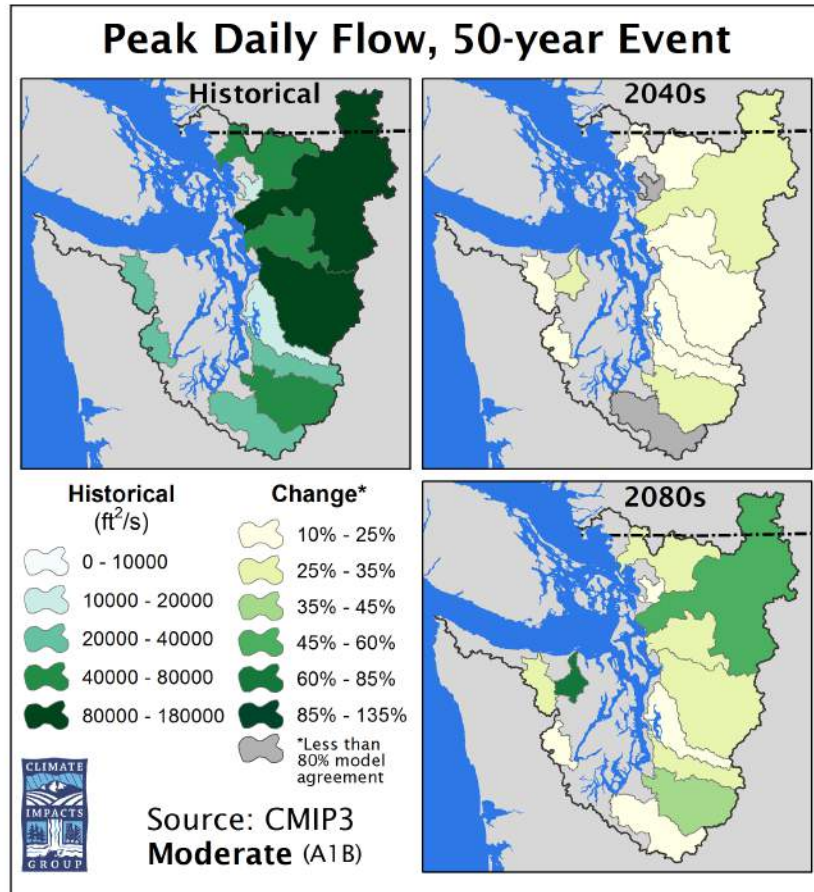 Peak Daily Flow, 50-year Event
Historical
2040s
Historical
(ft²/s)
0 - 10000
10000 - 20000
20000 - 40000
40000 - 80000
80000 - 180000
Change*
10% - 25%
25% - 35%
35% - 45%
45% - 60%
60% - 85%
85% - 135%
*Less than
80% model
agreement
2080s
CLIMATE
IMPACTS
GROUP
Source: CMIP3
Moderate (A1B)